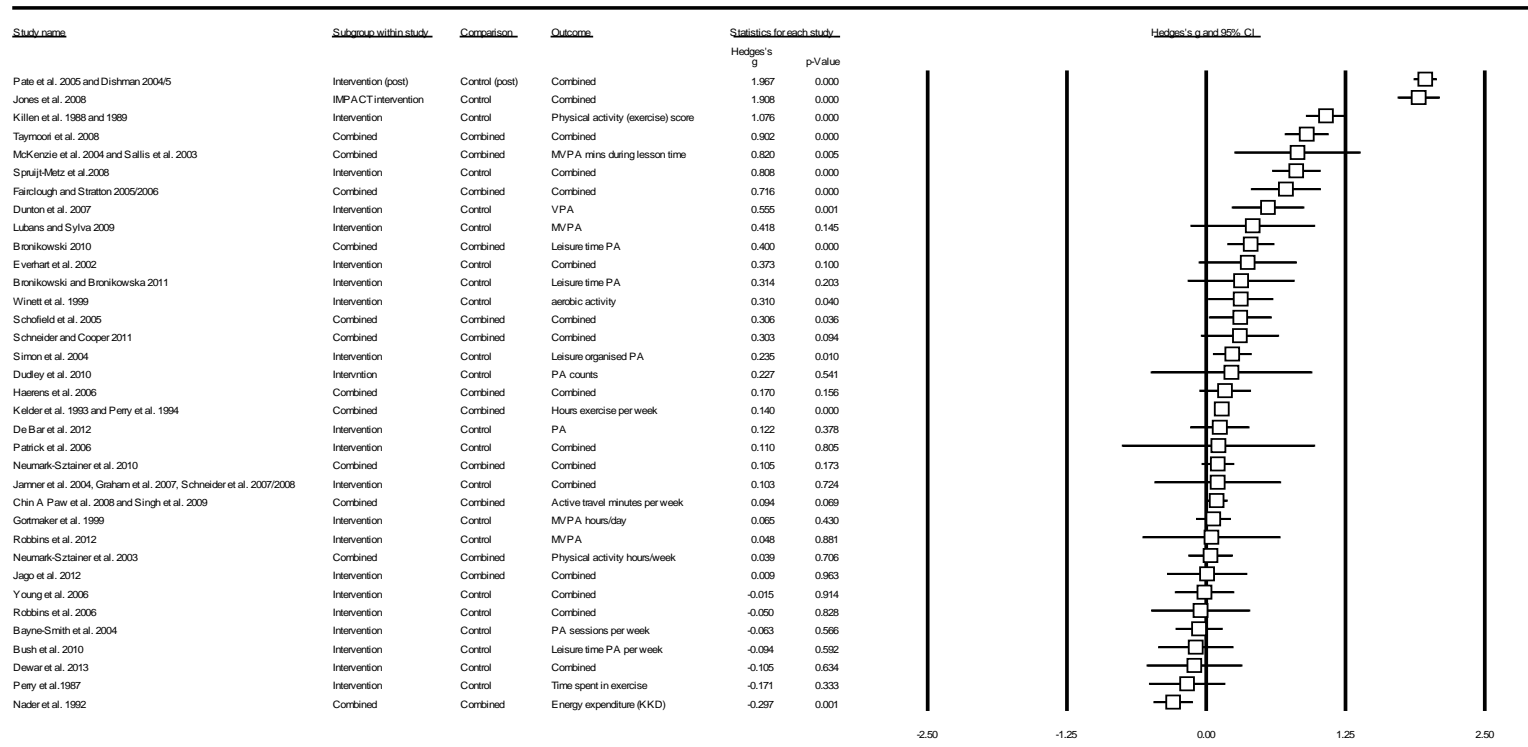 Study name Subgroup within study Comparison Outcome Statistics for each study Hedges's g and 95% CI
Hedges's
g p-Value
Pate et al. 2005 and Dishman 2004/5 Intervention (post) Control (post) Combined 1.967 0.000
Jones et al. 2008 IMPACT intervention Control Combined 1.908 0.000
Killen et al. 1988 and 1989 Intervention Control Physical activity (exercise) score 1.076 0.000
Taymoori et al. 2008 Combined Combined Combined 0.902 0.000
McKenzie et al. 2004 and Sallis et al. 2003 Combined Combined MVPA mins during lesson time 0.820 0.005
Spruijt-Metz et al.2008 Intervention Control Combined 0.808 0.000
Fairclough and Stratton 2005/2006 Combined Combined Combined 0.716 0.000
Dunton et al. 2007 Intervention Control VPA 0.555 0.001
Lubans and Sylva 2009 Intervention Control MVPA 0.418 0.145
Bronikowski 2010 Combined Combined Leisure time PA 0.400 0.000
Everhart et al. 2002 Intervention Control Combined 0.373 0.100
Bronikowski and Bronikowska 2011 Intervention Control Leisure time PA 0.314 0.203
Winett et al. 1999 Intervention Control aerobic activity 0.310 0.040
Schofield et al. 2005 Combined Combined Combined 0.306 0.036
Schneider and Cooper 2011 Combined Combined Combined 0.303 0.094
Simon et al. 2004 Intervention Control Leisure organised PA 0.235 0.010
Dudley et al. 2010 Intervntion Control PA counts 0.227 0.541
Haerens et al. 2006 Combined Combined Combined 0.170 0.156
Kelder et al. 1993 and Perry et al. 1994 Combined Combined Hours exercise per week 0.140 0.000
De Bar et al. 2012 Intervention Control PA 0.122 0.378
Patrick et al. 2006 Intervention Control Combined 0.110 0.805
Neumark-Sztainer et al. 2010 Combined Combined Combined 0.105 0.173
Jamner et al. 2004, Graham et al. 2007, Schneider et al. 2007/2008 Intervention Control Combined 0.103 0.724
Chin A Paw et al. 2008 and Singh et al. 2009 Combined Combined Active travel minutes per week 0.094 0.069
Gortmaker et al. 1999 Intervention Control MVPA hours/day 0.065 0.430
Robbins et al. 2012 Intervention Control MVPA 0.048 0.881
Neumark-Sztainer et al. 2003 Combined Combined Physical activity hours/week 0.039 0.706
Jago et al. 2012 Intervention Combined Combined 0.009 0.963
Young et al. 2006 Intervention Control Combined -0.015 0.914
Robbins et al. 2006 Intervention Control Combined -0.050 0.828
Bayne-Smith et al. 2004 Intervention Control PA sessions per week -0.063 0.566
Bush et al. 2010 Intervention Control Leisure time PA per week -0.094 0.592
Dewar et al. 2013 Intervention Control Combined -0.105 0.634
Perry et al.1987 Intervention Control Time spent in exercise -0.171 0.333
Nader et al. 1992 Combined Combined Energy expenditure (KKD) -0.297 0.001
-2.50 -1.25 0.00 1.25 2.50